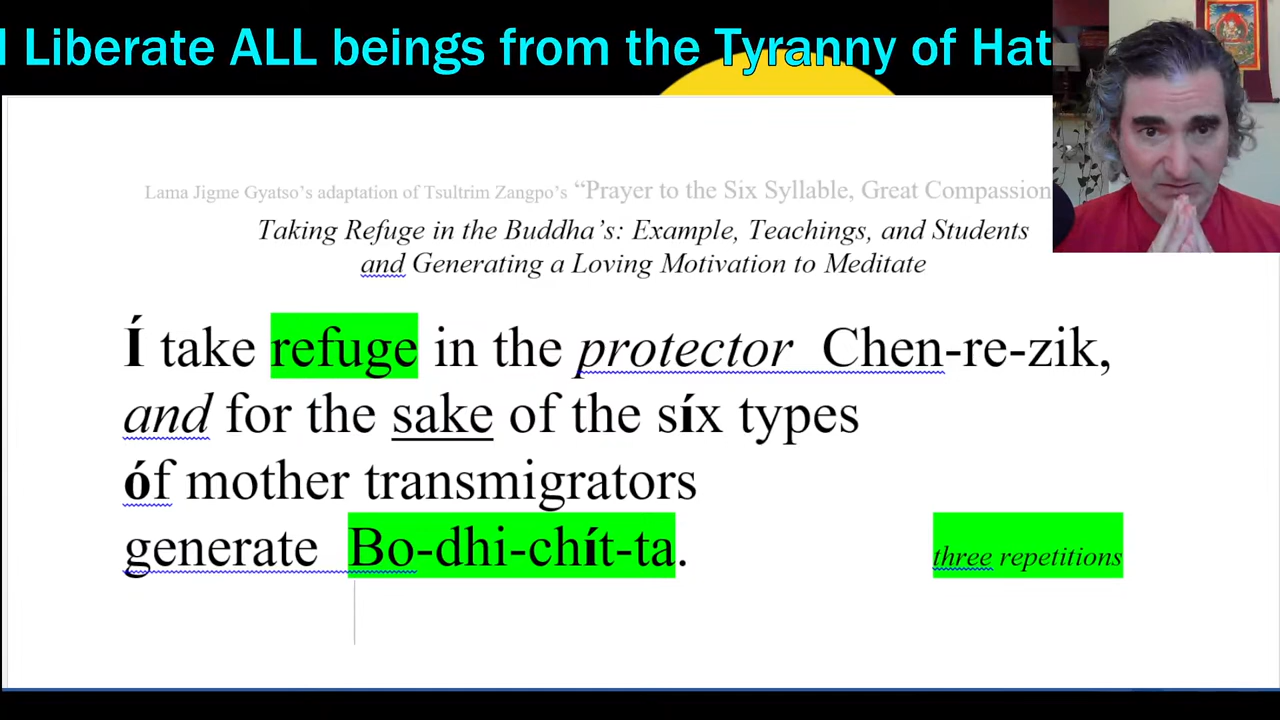 Liberate ALL beings from the Tyranny of Hat
Lama Jigme Gyatso's adaptation of Tsultrim Zangpo's “Prayer to the Six Syllable, Great Compassion
Taking Refuge in the Buddha's: Example, Teachings, and Students
and Generating a Loving Motivation to Meditate
Í take refuge in the protector Chen-re-zik,
and for the sake of the síx types
óf mother transmigrators
generate Bo-dhi-chít-ta.
three repetitions